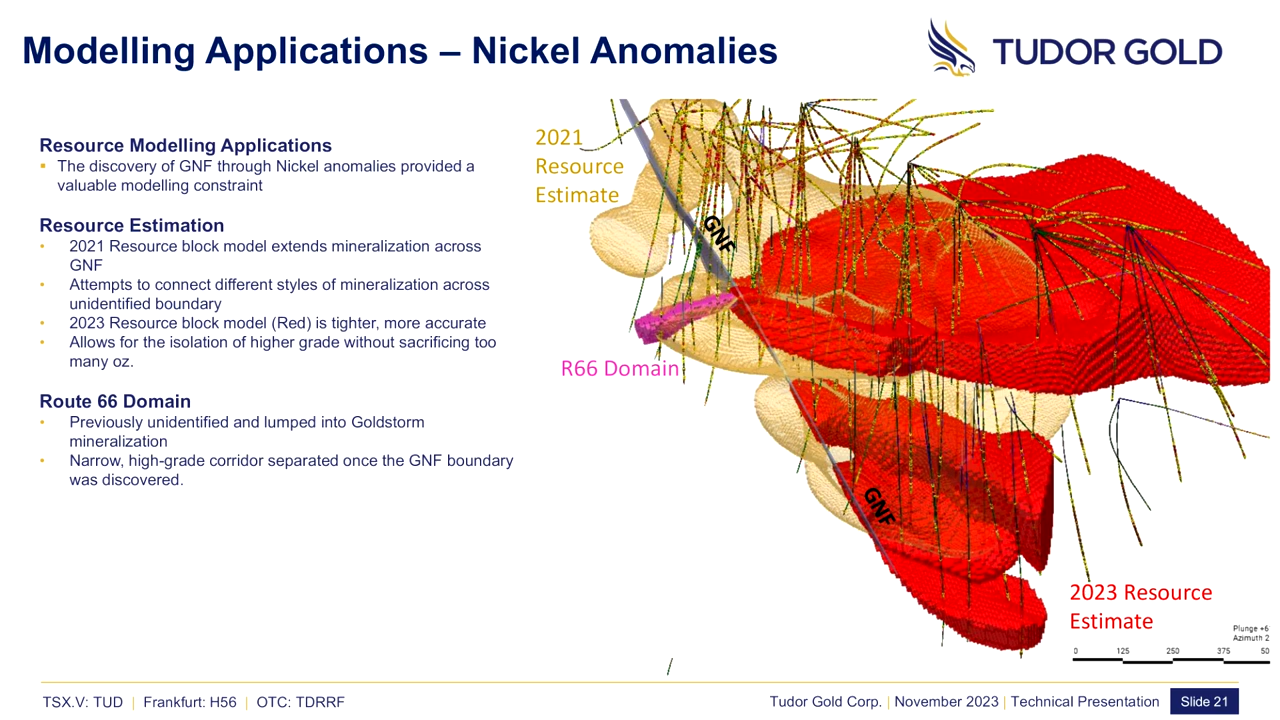 Modelling Applications – Nickel Anomalies
TUDOR GOLD
Resource Modelling Applications
The discovery of GNF through Nickel anomalies provided a
valuable modelling constraint
Resource Estimation
2021 Resource block model extends mineralization across
GNF
Attempts to connect different styles of mineralization across
unidentified boundary
2023 Resource block model (Red) is tighter, more accurate
Allows for the isolation of higher grade without sacrificing too
many oz.
Route 66 Domain
Previously unidentified and lumped into Goldstorm
mineralization
Narrow, high-grade corridor separated once the GNF boundary
was discovered.
2021
Resource
Estimate
GNF
R66 Domain
GNF
2023 Resource
Estimate
Plunge +6
Azimuth 2
0 125 250 375 50
TSX.V: TUD | Frankfurt: H56 | OTC: TDRRF
Tudor Gold Corp. | November 2023 | Technical Presentation
Slide 21